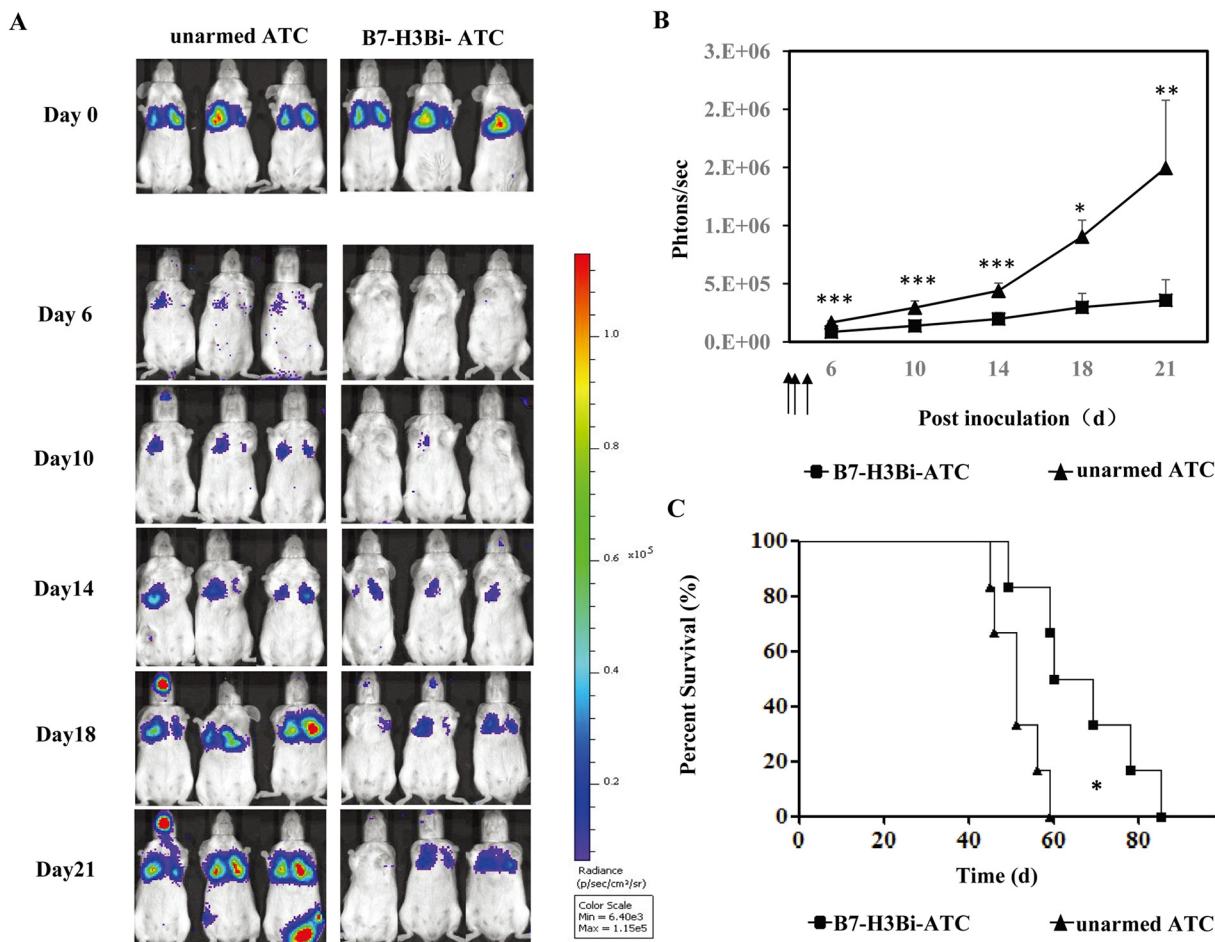 A
unarmed ATC
B7-H3Bi- ATC
Day 0
Day 6
Day10
Day14
Day18
Day21
1.0
0.8
0.6
x10⁻⁵
0.4
0.2
Radiance
(p/sec/cm²/sr)
Color Scale
Min = 6.40e3
Max = 1.15e5
B
Phtons/sec
3.E+06
2.E+06
2.E+06
1.E+06
5.E+05
0.E+00
***
***
***
*
**
6
10
14
18
21
Post inoculation（d）
B7-H3Bi-ATC
unarmed ATC
C
Percent Survival (%)
100
80
60
40
20
0
*
0
20
40
60
80
Time (d)
B7-H3Bi-ATC
unarmed ATC